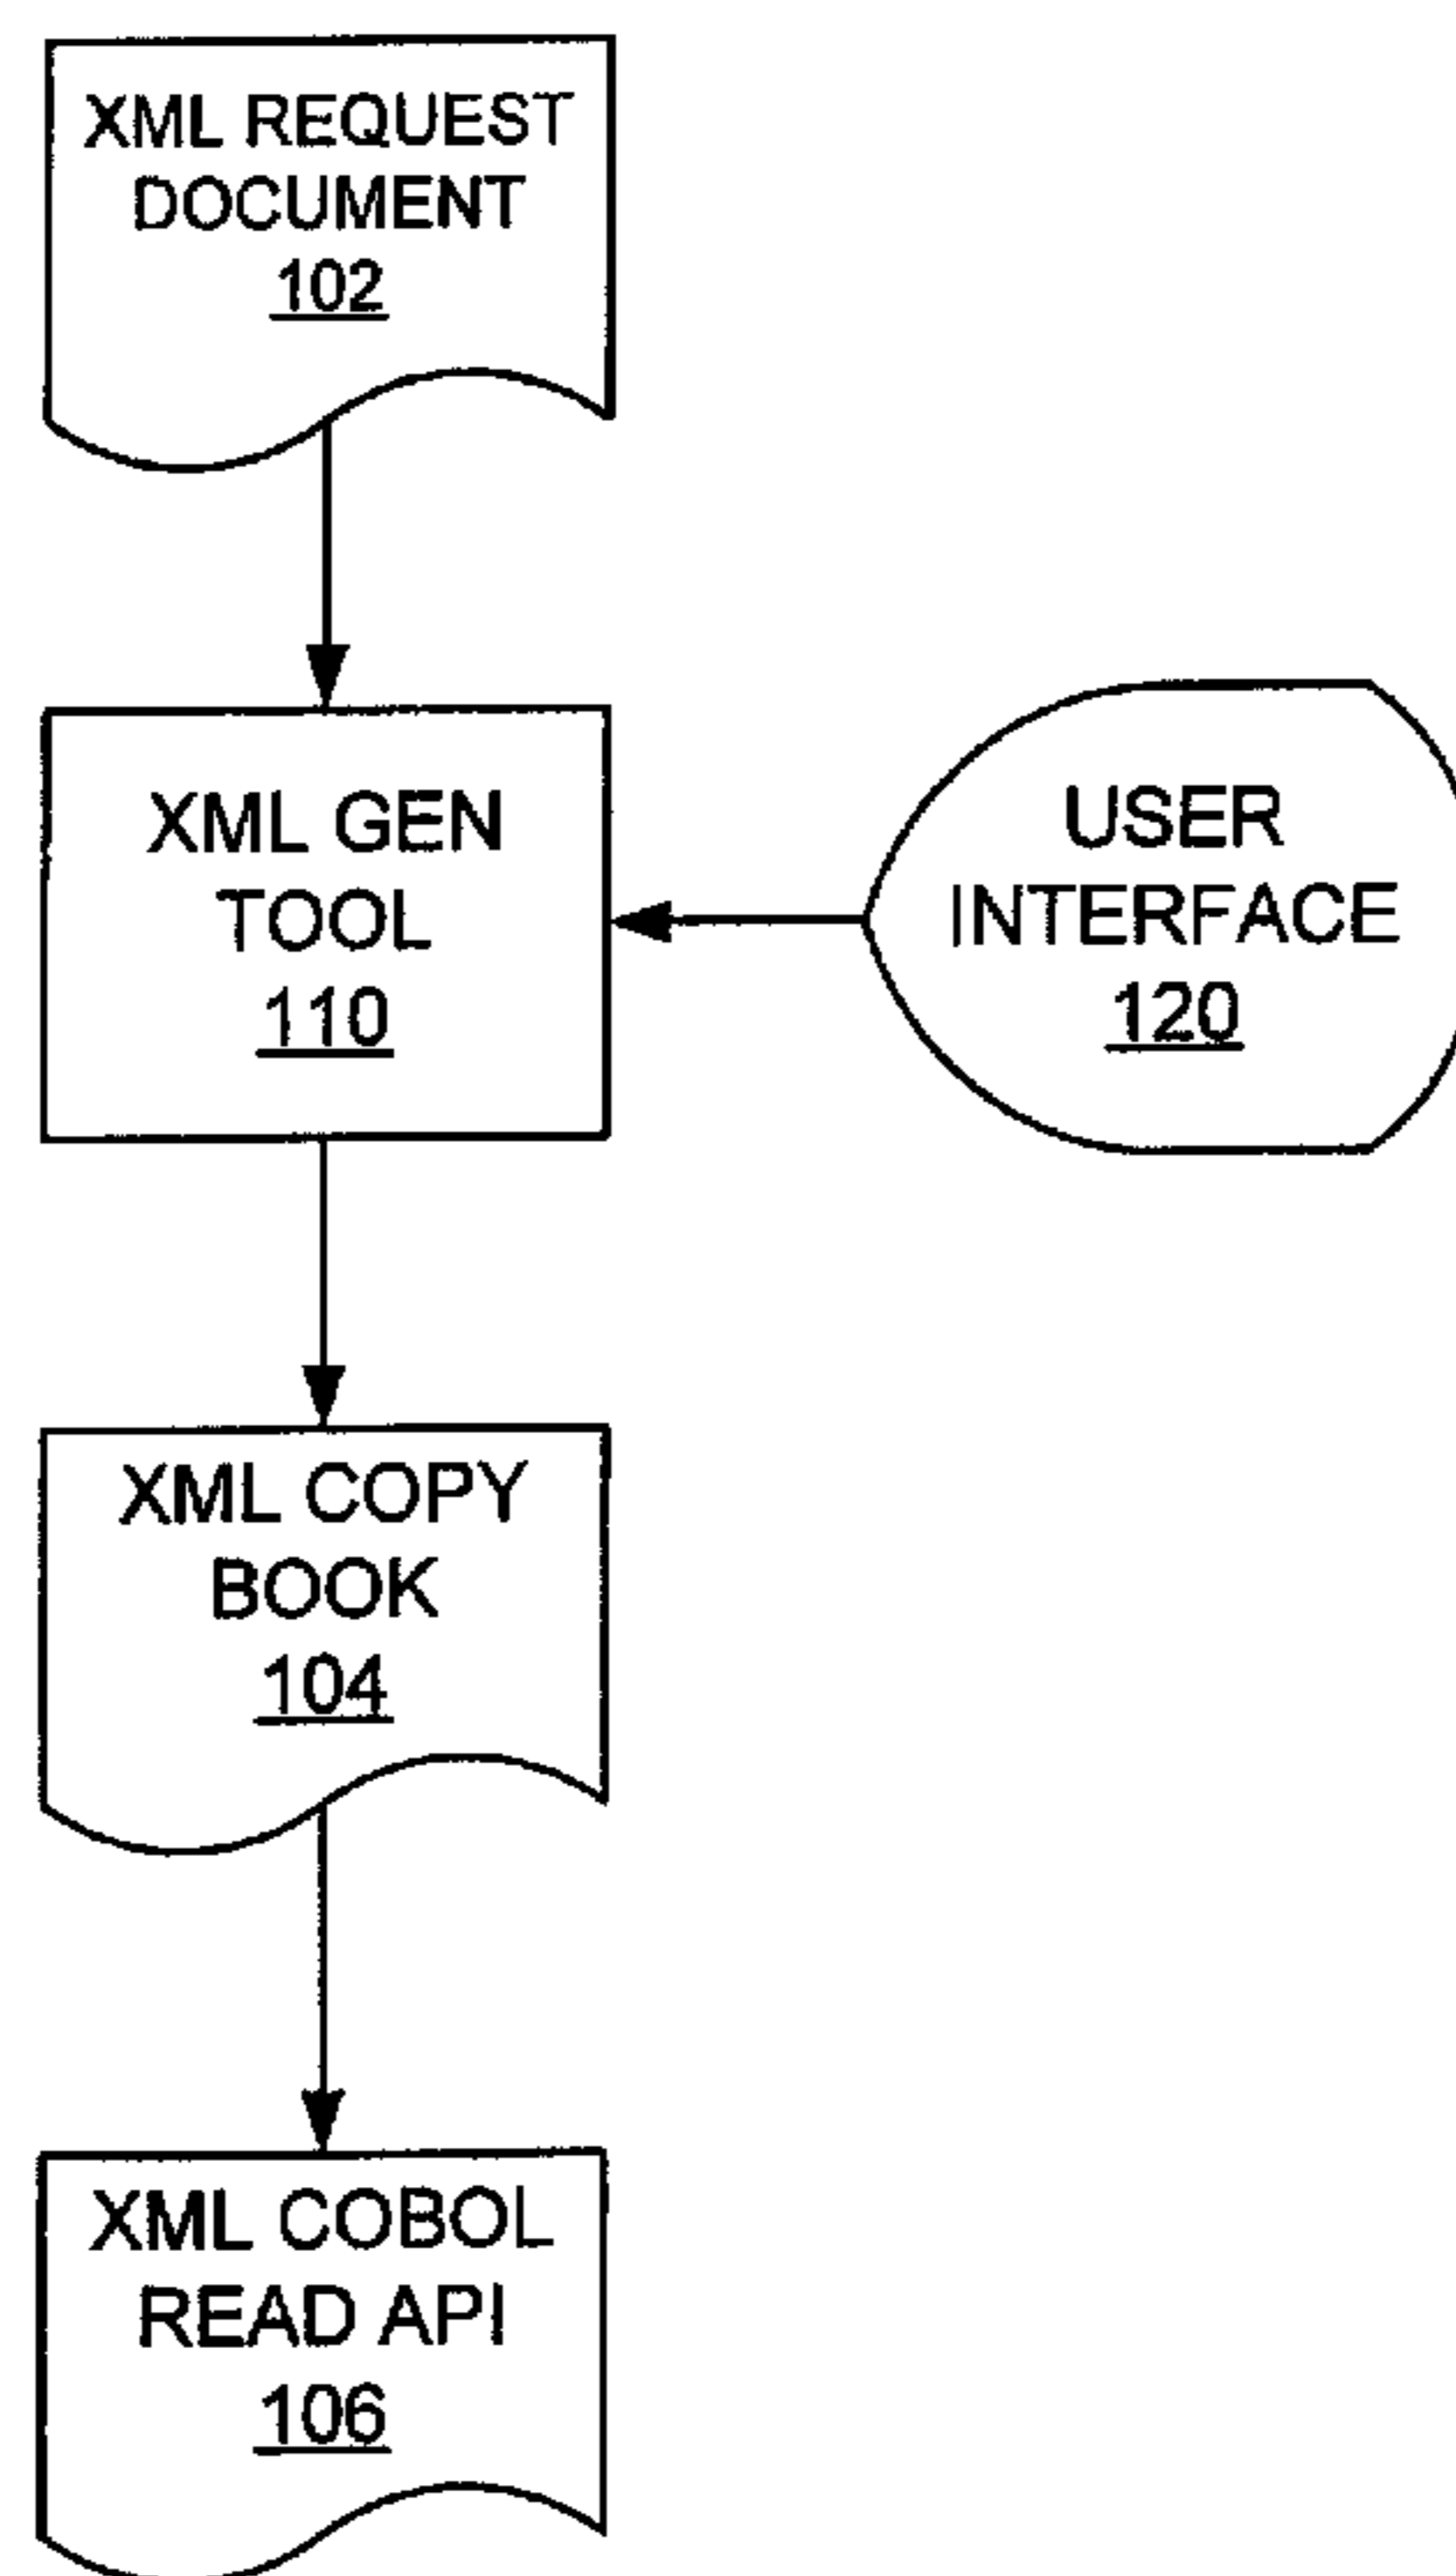 XML REQUEST
DOCUMENT
102
XML GEN
TOOL
110
USER
INTERFACE
120
XML COPY
BOOK
104
XML COBOL
READ API
106